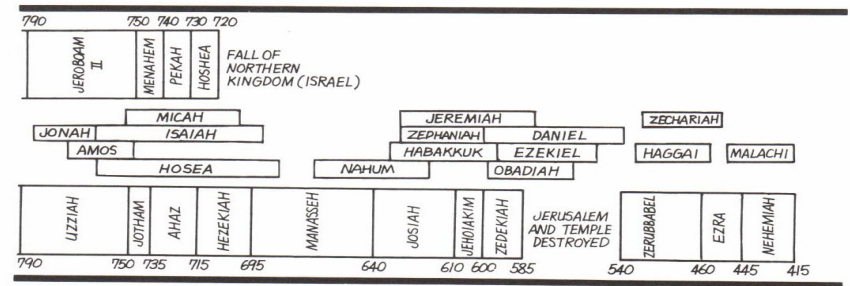 790 750 740 730 720
JEROBOAM II
MENAHEM
PEKAH
HOSHEA
FALL OF
NORTHERN
KINGDOM (ISRAEL)
MICAH JEREMIAH ZECHARIAH
JONAH ISAIAH ZEPHANIAH DANIEL
AMOS HABAKKUK EZEKIEL HAGGAI MALACHI
HOSEA NAHUM OBADIAH
UZZIAH
JOTHAM
AHAZ
HEZEKIAH
MANASSEH
JOSIAH
JEHOIAKIM
ZEDEKIAH
JERUSALEM
AND TEMPLE
DESTROYED
ZERUBBABEL
EZRA
NEHEMIAH
790 750 735 715 695 640 610 600 585 540 460 445 415